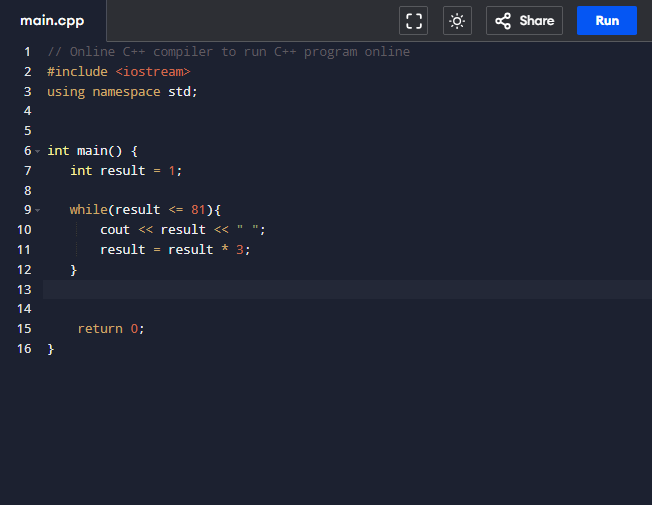 main.cpp Share Run
1 // Online C++ compiler to run C++ program online
2 #include <iostream>
3 using namespace std;
4
5
6 int main() {
7    int result = 1;
8
9    while(result <= 81){
10        cout << result << " ";
11        result = result * 3;
12    }
13
14
15     return 0;
16 }